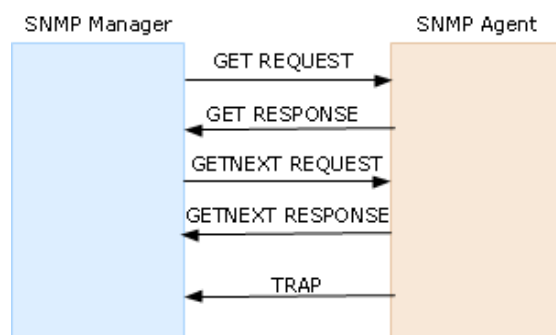 SNMP Manager
SNMP Agent
GET REQUEST
GET RESPONSE
GETNEXT REQUEST
GETNEXT RESPONSE
TRAP